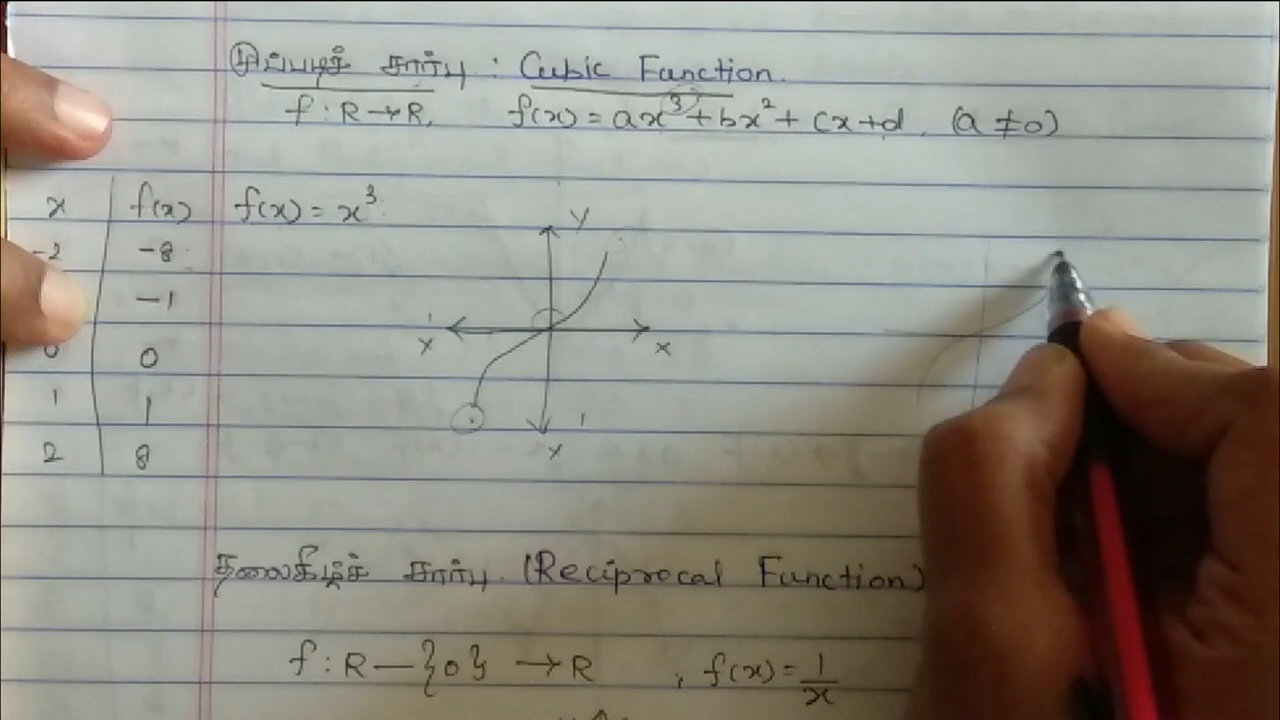 முப்படிச் சார்பு : Cubic Function.
f : R → R, f(x) = ax³ + bx² + cx + d, (a ≠ 0)
x f(x) f(x) = x³
-2 -8
-1
0 0
1 1
2 8
y
x' x
x '
தலைகீழ்ச் சார்பு (Reciprocal Function)
f : R — }0} → R , f(x) = 1/x